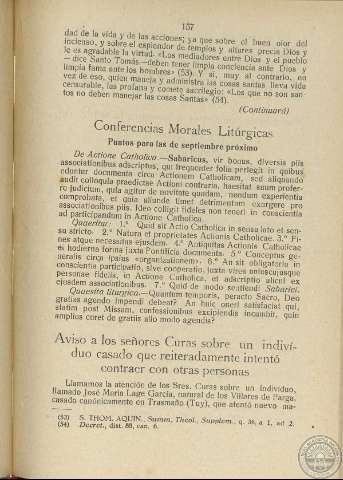 157
dad de la vida y de las acciones; ya que sobre el buen olor del
incienso, y sobre el esplendor de templos y altares precia Dios y
le es agradable la virtud. «Los mediadores entre Dios y el pueblo
—dice Santo Tomás—deben tener limpia conciencia ante Dios y
limpia fama ante los hombres» (53). Y si, muy al contrario, en
vez de eso, quien maneja y administra las cosas santas lleva vida
censurable, las profana y comete sacrilegio: «Los que no son san-
tos no deben manejar las cosas Santas» (54).
(Continuará)
Conferencias Morales Litúrgicas
Puntos para las de septiembre próximo
De Actione Catholica.—Sabaricus, vir bonus, diversis piis
associationibus adscriptus, qui frequenter folia perlegit in quibus
eduntur documenta circa Actionem Catholicam, sed aliquando
audit colloquia praedictae Actioni contraria, haesitat suum profer-
re judicium, quia agitur de novitate quadam, nondum experientia
comprobata, et quia aliunde timet detrimentum exorgere pro
associationibus piis. Ideo colligit fideles non teneri in conscientia
ad participandum in Actione Catholica.
Quaeritur: 1.º Quid sit Actio Catholica in sensu lato et sen-
su stricto. 2.º Natura et proprietates Actionis Catholicae. 3.º Fi-
nes atque necessitas ejusdem. 4.º Antiquitas Actionis Catholicae
et hodierna forma juxta Pontificia documenta. 5.º Conceptus ge-
neralis circa ipsius «organizationem». 6.º An sit obligatoria in
conscientia participatio, sive cooperatio, juxta vires uniuscujusque
personae fidelis, in Actione Catholica, et adscriptio alicui ex
ejusdem associationibus. 7.º Quid de modo sentiendi Sabarici.
Quaesita liturgica.—Quantum temporis, peracto Sacro, Deo
gratias agendo impendi debeat? An huic oneri satisfaciat qui,
statim post Missam, confessionibus excipiendis incumbit, quin
amplius coret de gratiis allo modo agendis?
Aviso a los señores Curas sobre un indivi-
duo casado que reiteradamente intentó
contraer con otras personas
Llamamos la atención de los Sres. Curas sobre un individuo,
llamado José María Lage García, natural de los Villares de Parga,
casado canónicamente en Trasmañó (Tuy), que atentó nuevo ma-
(53) S. THOM. AQUIN., Summa, Theol., Supplem., q. 36, a 1, ad 2.
(54) Decret., dist. 88, can. 6.